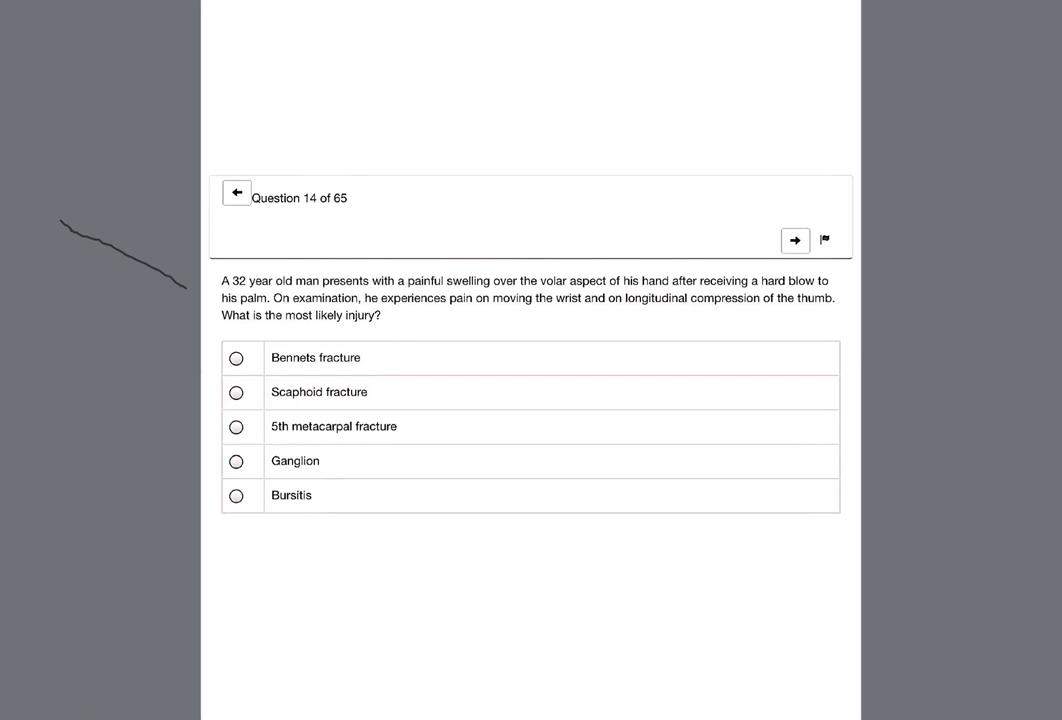 Question 14 of 65
A 32 year old man presents with a painful swelling over the volar aspect of his hand after receiving a hard blow to
his palm. On examination, he experiences pain on moving the wrist and on longitudinal compression of the thumb.
What is the most likely injury?
Bennets fracture
Scaphoid fracture
5th metacarpal fracture
Ganglion
Bursitis